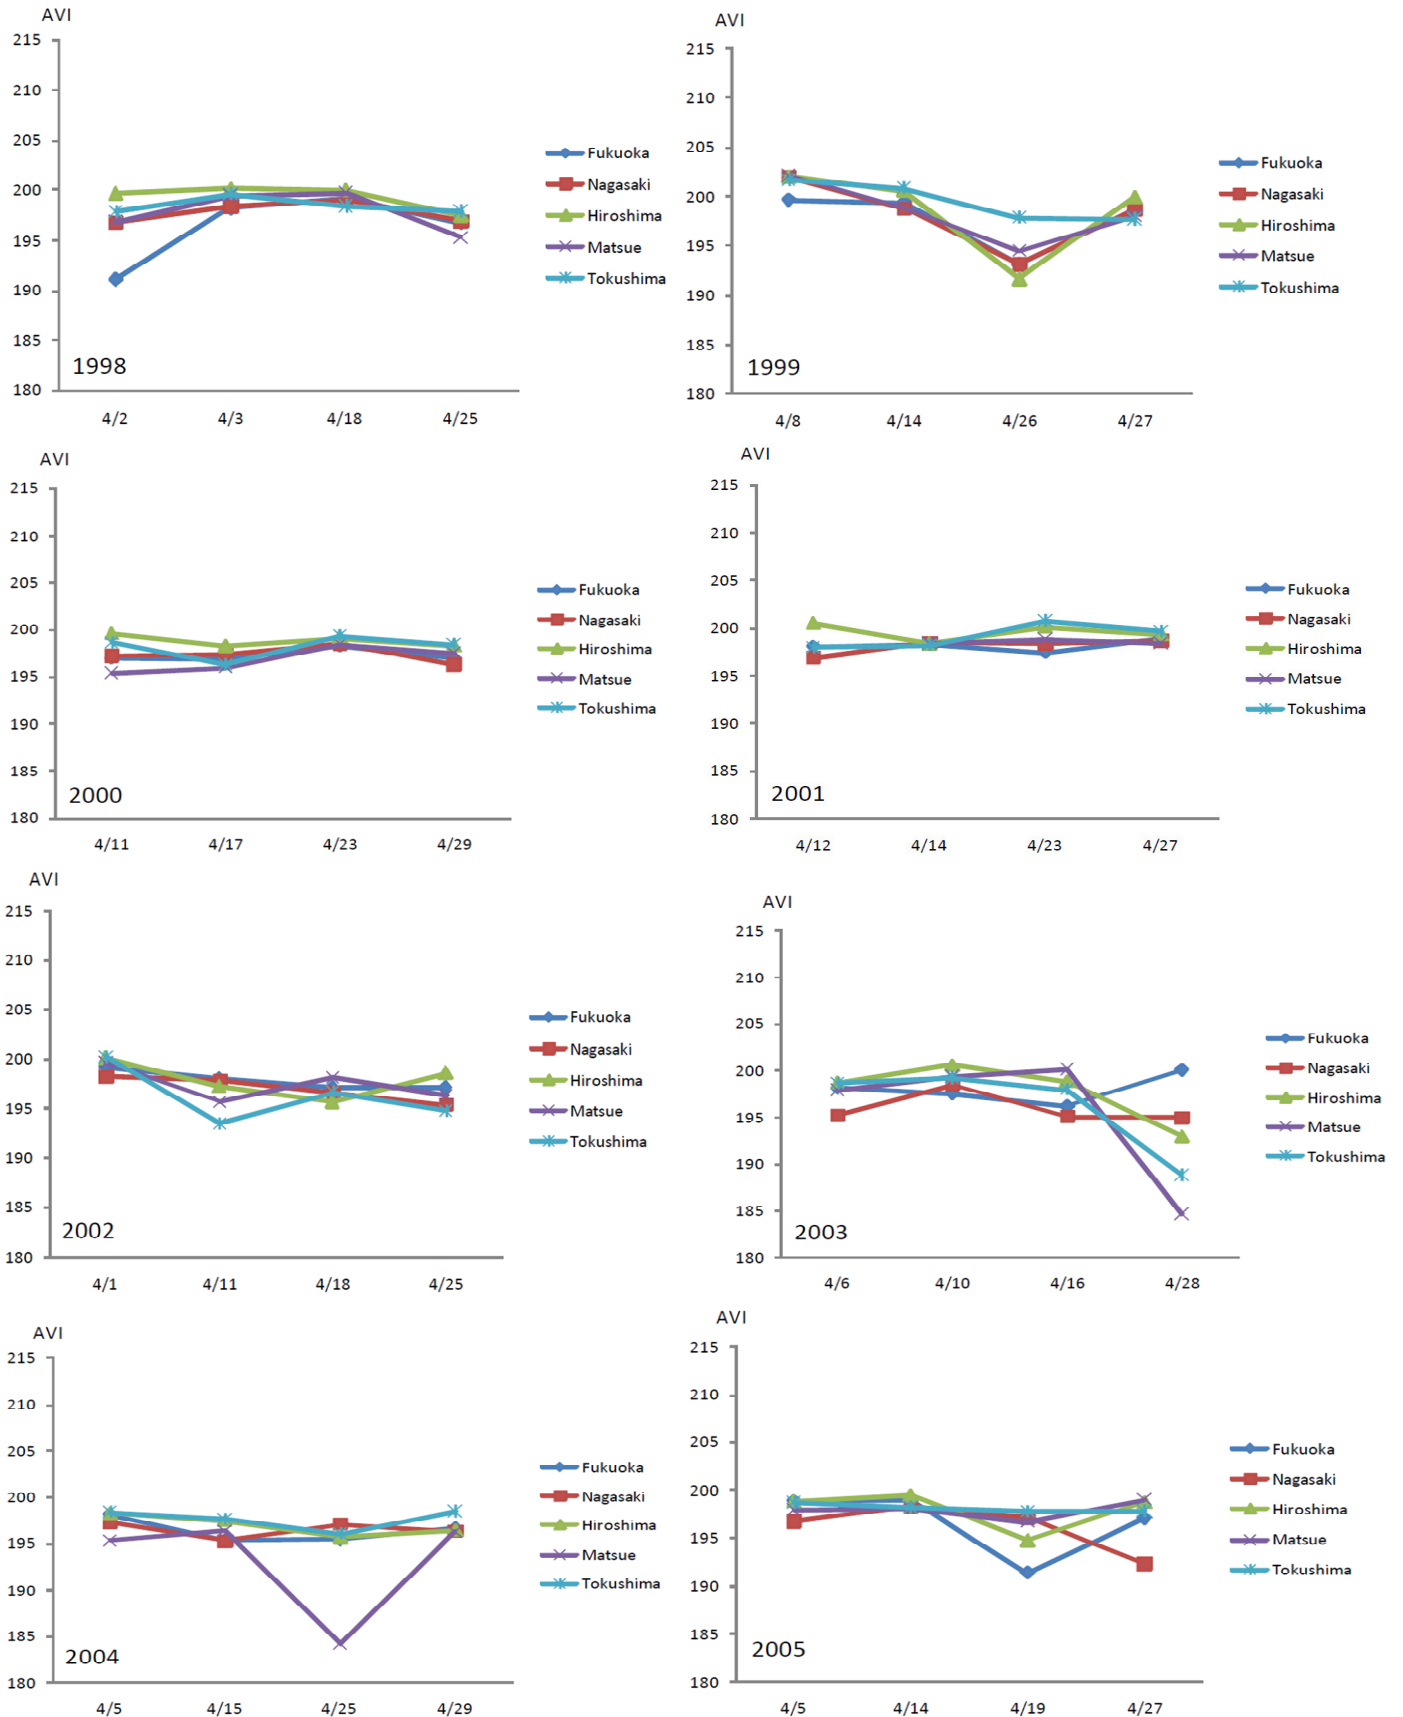 AVI
215
210
205
200
195
190
185
180
1998
4/2 4/3 4/18 4/25
Fukuoka
Nagasaki
Hiroshima
Matsue
Tokushima
AVI
215
210
205
200
195
190
185
180
1999
4/8 4/14 4/26 4/27
Fukuoka
Nagasaki
Hiroshima
Matsue
Tokushima
AVI
215
210
205
200
195
190
185
180
2000
4/11 4/17 4/23 4/29
Fukuoka
Nagasaki
Hiroshima
Matsue
Tokushima
AVI
215
210
205
200
195
190
185
180
2001
4/12 4/14 4/23 4/27
Fukuoka
Nagasaki
Hiroshima
Matsue
Tokushima
AVI
215
210
205
200
195
190
185
180
2002
4/1 4/11 4/18 4/25
Fukuoka
Nagasaki
Hiroshima
Matsue
Tokushima
AVI
215
210
205
200
195
190
185
180
2003
4/6 4/10 4/16 4/28
Fukuoka
Nagasaki
Hiroshima
Matsue
Tokushima
AVI
215
210
205
200
195
190
185
180
2004
4/5 4/15 4/25 4/29
Fukuoka
Nagasaki
Hiroshima
Matsue
Tokushima
AVI
215
210
205
200
195
190
185
180
2005
4/5 4/14 4/19 4/27
Fukuoka
Nagasaki
Hiroshima
Matsue
Tokushima